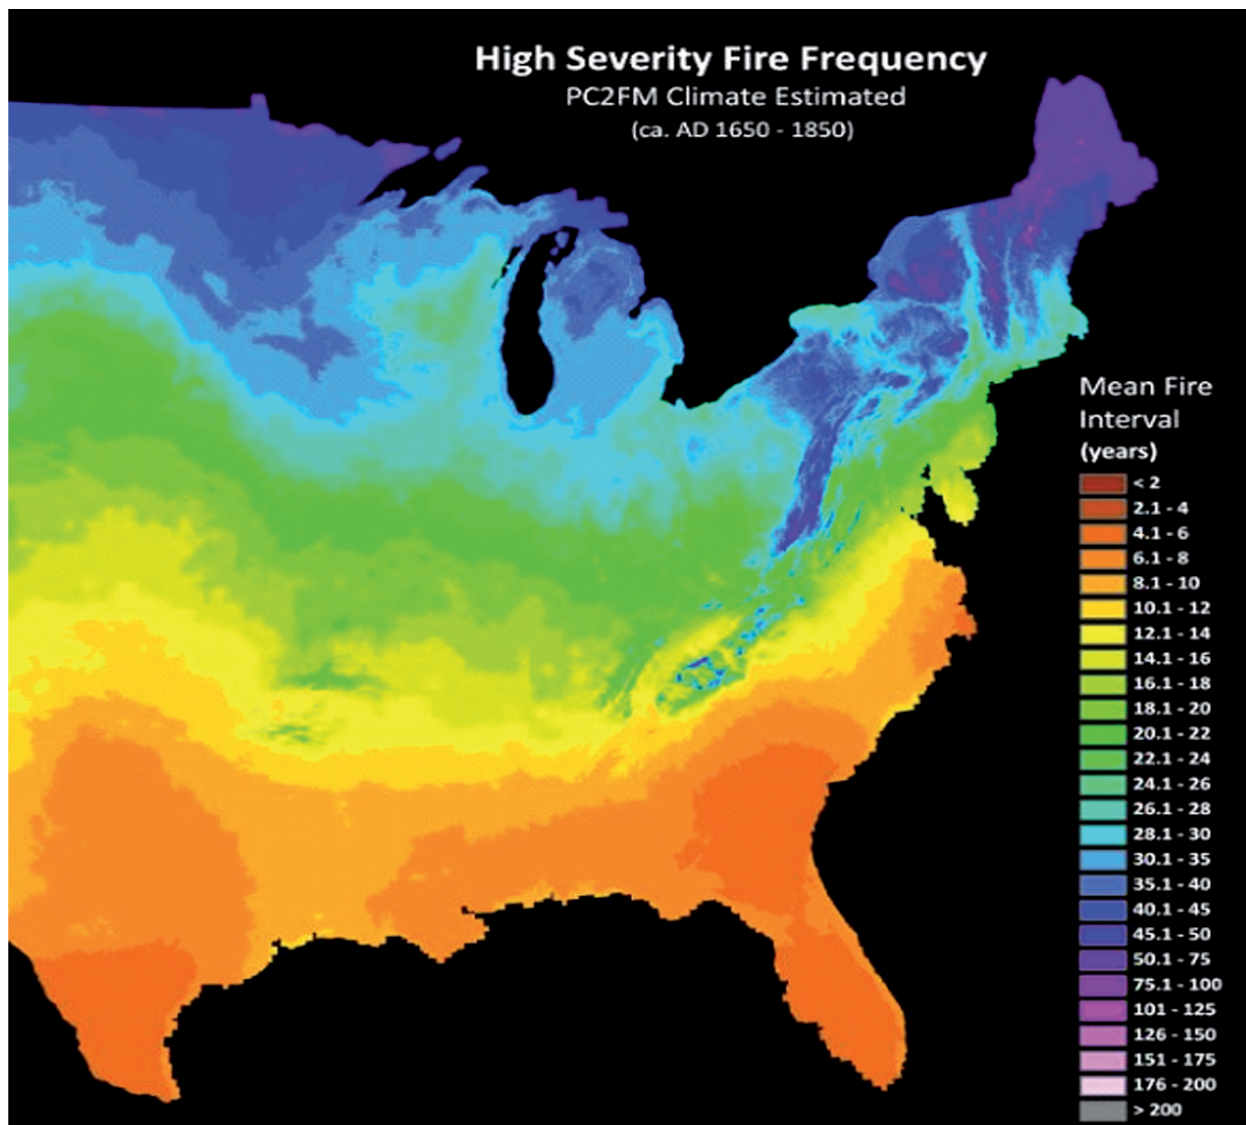 High Severity Fire Frequency
PC2FM Climate Estimated
(ca. AD 1650 - 1850)
Mean Fire
Interval
(years)
< 2
2.1 - 4
4.1 - 6
6.1 - 8
8.1 - 10
10.1 - 12
12.1 - 14
14.1 - 16
16.1 - 18
18.1 - 20
20.1 - 22
22.1 - 24
24.1 - 26
26.1 - 28
28.1 - 30
30.1 - 35
35.1 - 40
40.1 - 45
45.1 - 50
50.1 - 75
75.1 - 100
101 - 125
126 - 150
151 - 175
176 - 200
> 200